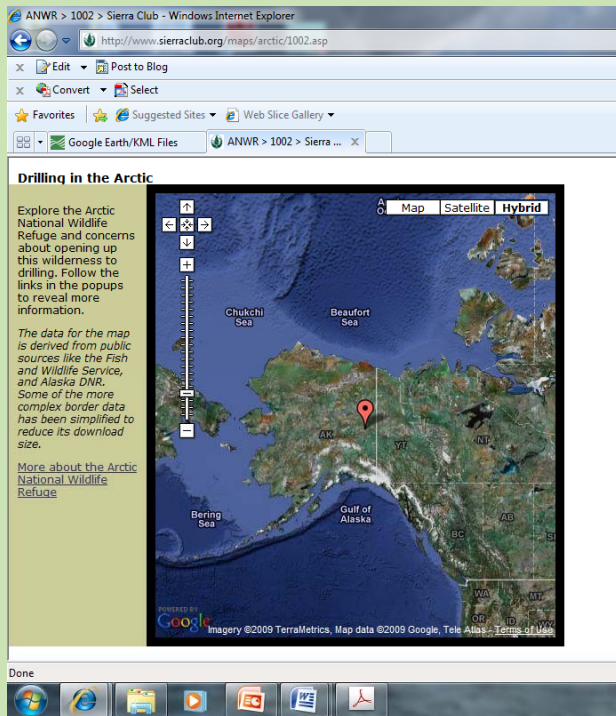 ANWR > 1002 > Sierra Club - Windows Internet Explorer
http://www.sierraclub.org/maps/arctic/1002.asp
x Edit Post to Blog
x Convert Select
Favorites Suggested Sites Web Slice Gallery
Google Earth/KML Files ANWR > 1002 > Sierra ... X
Drilling in the Arctic
Explore the Arctic
National Wildlife
Refuge and concerns
about opening up
this wilderness to
drilling. Follow the
links in the popups
to reveal more
information.
The data for the map
is derived from public
sources like the Fish
and Wildlife Service,
and Alaska DNR.
Some of the more
complex border data
has been simplified to
reduce its download
size.
More about the Arctic
National Wildlife
Refuge
Map Satellite Hybrid
Chukchi
Sea
Beaufort
Sea
AK
YT
NT
Bering
Sea
Gulf of
Alaska
BC
AB
WA
MT
OR
ID
WY
POWERED BY
Google
Imagery ©2009 TerraMetrics, Map data ©2009 Google, Tele Atlas - Terms of Use
Done